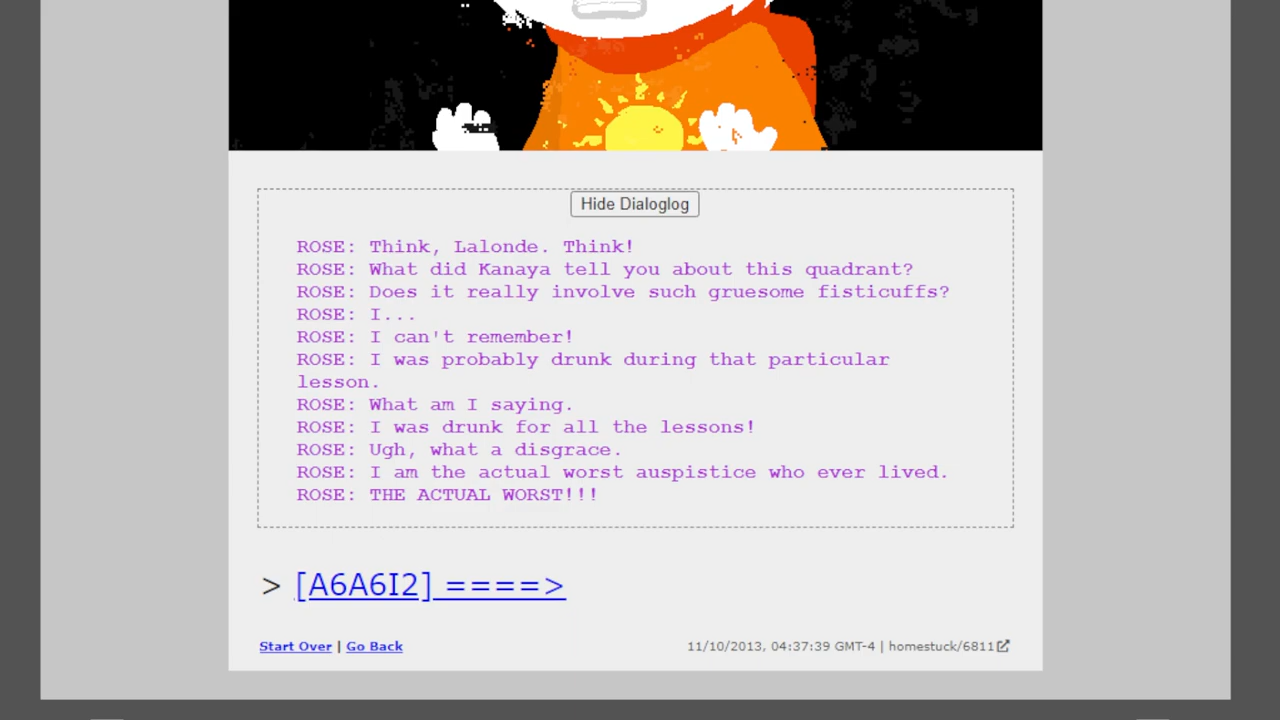 Hide Dialoglog
ROSE: Think, Lalonde. Think!
ROSE: What did Kanaya tell you about this quadrant?
ROSE: Does it really involve such gruesome fisticuffs?
ROSE: I...
ROSE: I can't remember!
ROSE: I was probably drunk during that particular
lesson.
ROSE: What am I saying.
ROSE: I was drunk for all the lessons!
ROSE: Ugh, what a disgrace.
ROSE: I am the actual worst auspistice who ever lived.
ROSE: THE ACTUAL WORST!!!
> [A6A6I2] ====>
Start Over | Go Back
11/10/2013, 04:37:39 GMT-4 | homestuck/6811